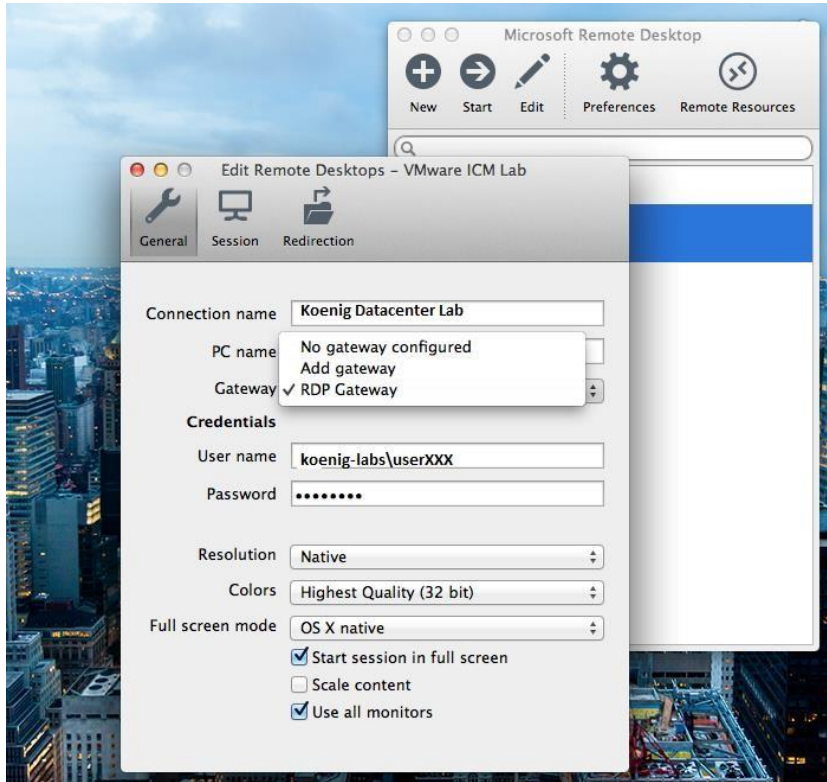 Microsoft Remote Desktop
New Start Edit Preferences Remote Resources
Edit Remote Desktops – VMware ICM Lab
General Session Redirection
Connection name Koenig Datacenter Lab
PC name
No gateway configured
Add gateway
Gateway ✓ RDP Gateway
Credentials
User name koenig-labs\userXXX
Password ••••••••
Resolution Native
Colors Highest Quality (32 bit)
Full screen mode OS X native
Start session in full screen
Scale content
Use all monitors